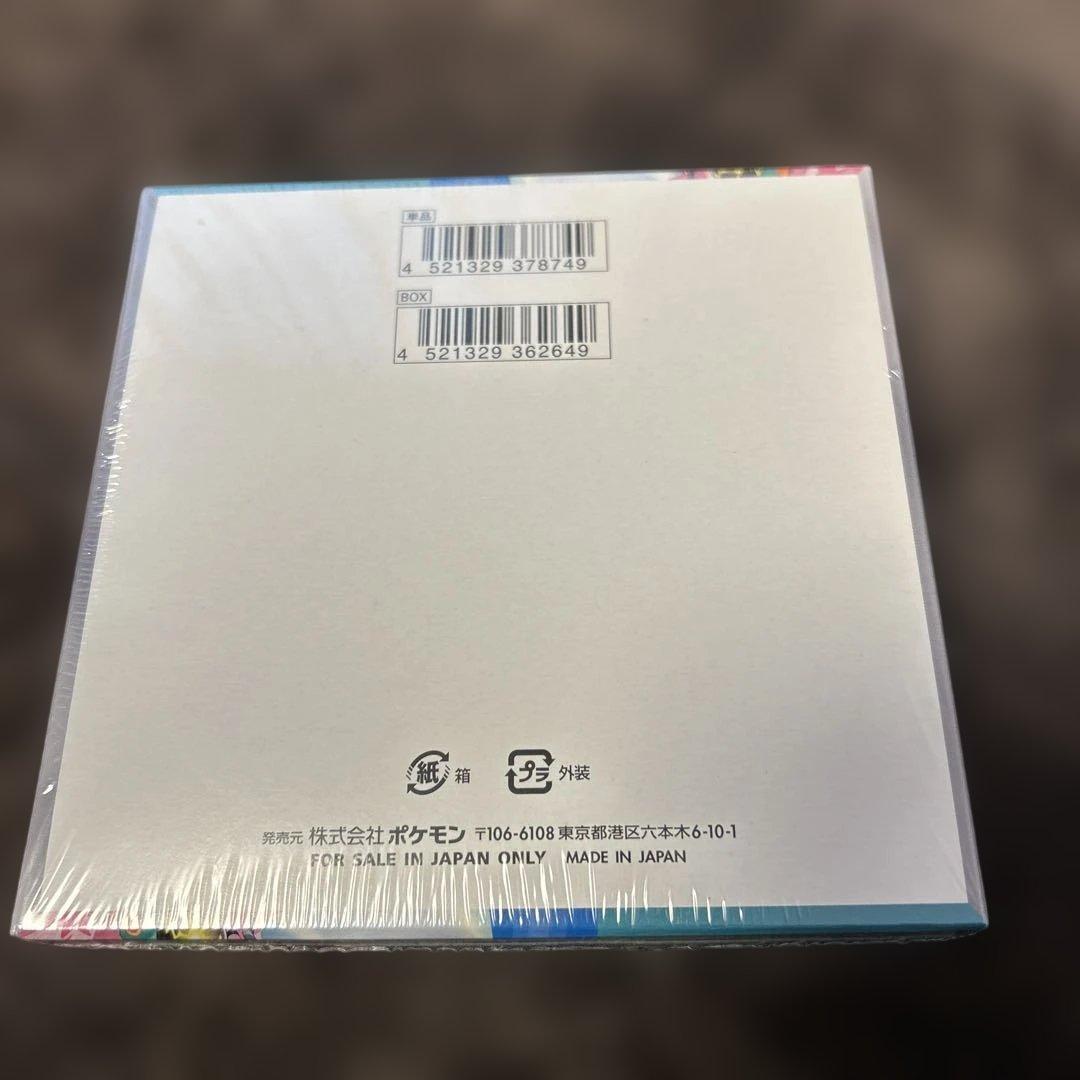 単品
4 521329 378749
BOX
4 521329 362649
紙 箱 プラ 外装
発売元 株式会社 ポケモン 〒106-6108 東京都港区六本木6-10-1
FOR SALE IN JAPAN ONLY MADE IN JAPAN